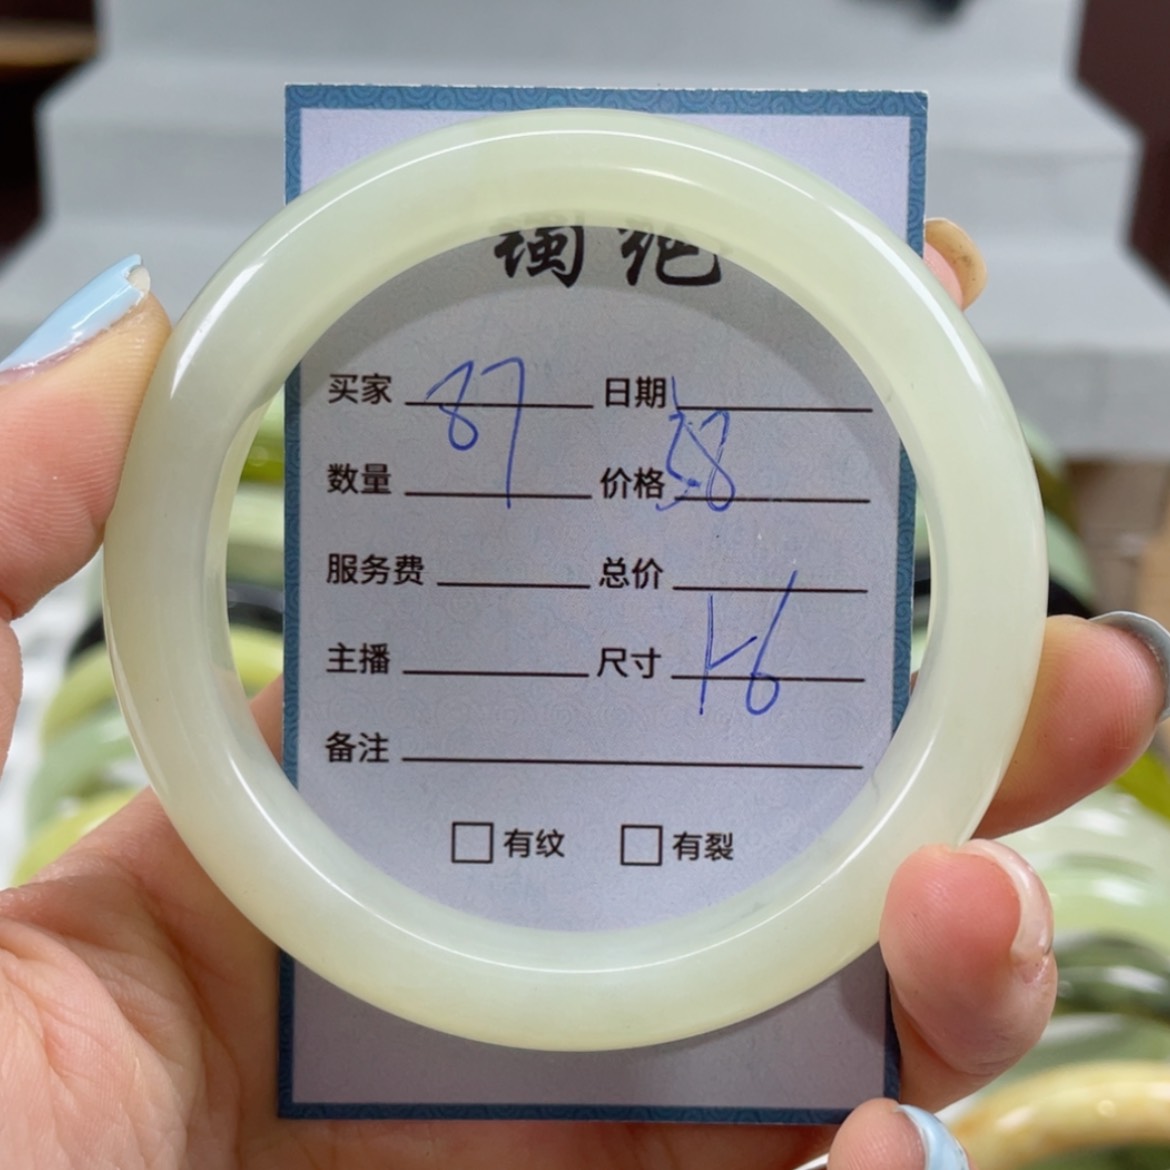 买家 87 日期
数量 价格 58
服务费 总价
主播 尺寸
备注
有纹 有裂